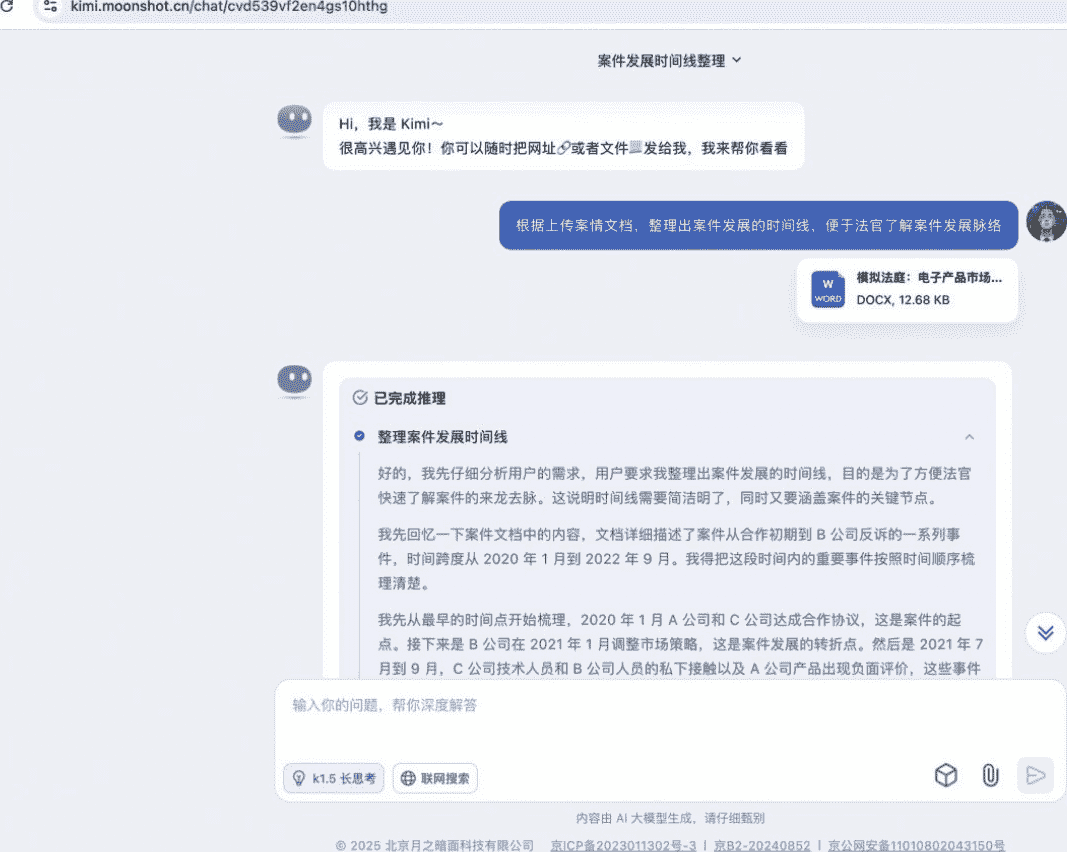 kimi.moonshot.cn/chat/cvd539vf2en4gs10hthg
案件发展时间线整理
Hi，我是 Kimi～
很高兴遇见你！你可以随时把网址🔗或者文件📃发给我，我来帮你看看
根据上传案情文档，整理出案件发展的时间线，便于法官了解案件发展脉络
W
WORD
模拟法庭：电子产品市场...
DOCX, 12.68 KB
已完成推理
整理案件发展时间线
好的，我先仔细分析用户的需求，用户要求我整理出案件发展的时间线，目的是为了方便法官
快速了解案件的来龙去脉。这说明时间线需要简洁明了，同时又要涵盖案件的关键节点。
我先回忆一下案件文档中的内容，文档详细描述了案件从合作初期到 B 公司反诉的一系列事
件，时间跨度从 2020 年 1 月到 2022 年 9 月。我得把这段时间内的重要事件按照时间顺序梳
理清楚。
我先从最早的时间点开始梳理，2020 年 1 月 A 公司和 C 公司达成合作协议，这是案件的起
点。接下来是 B 公司在 2021 年 1 月调整市场策略，这是案件发展的转折点。然后是 2021 年 7
月到 9 月，C 公司技术人员和 B 公司人员的私下接触以及 A 公司产品出现负面评价，这些事件
输入你的问题，帮你深度解答
k1.5 长思考
联网搜索
内容由 AI 大模型生成，请仔细甄别
© 2025 北京月之暗面科技有限公司 京ICP备2023011302号-3 | 京B2-20240852 | 京公网安备11010802043150号